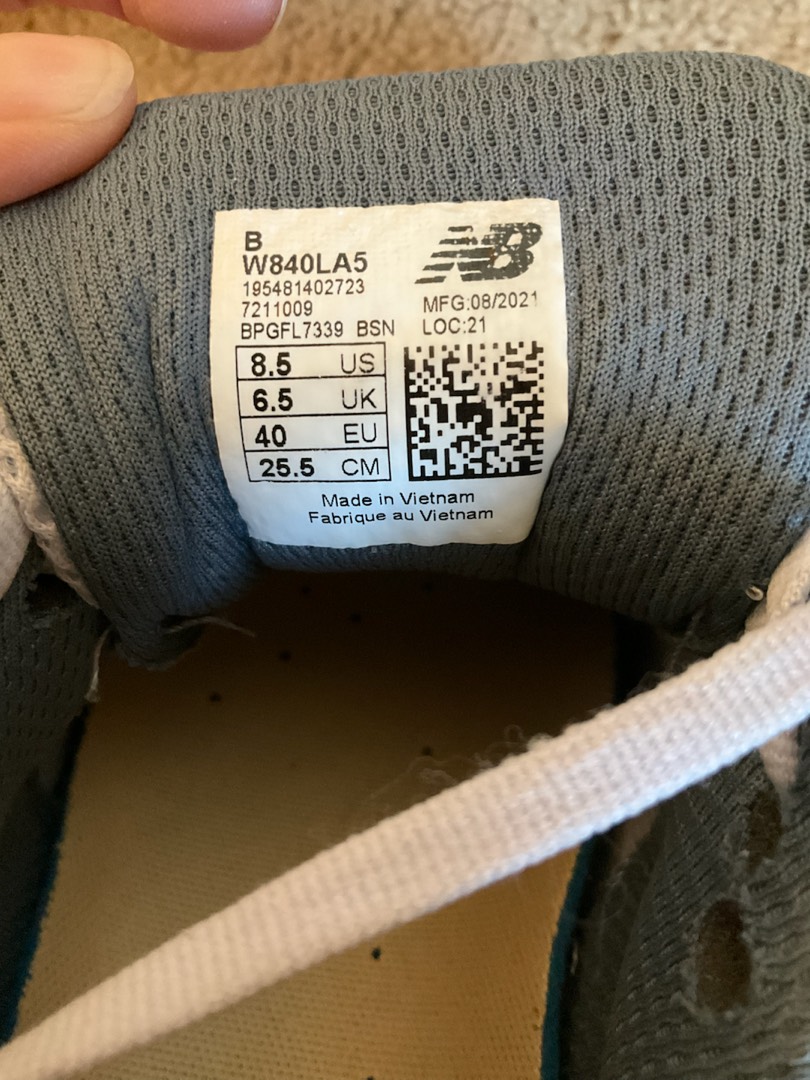 B
W840LA5
195481402723
7211009
BPGFL7339 BSN
NB
MFG:08/2021
LOC:21
8.5 US
6.5 UK
40 EU
25.5 CM
Made in Vietnam
Fabrique au Vietnam